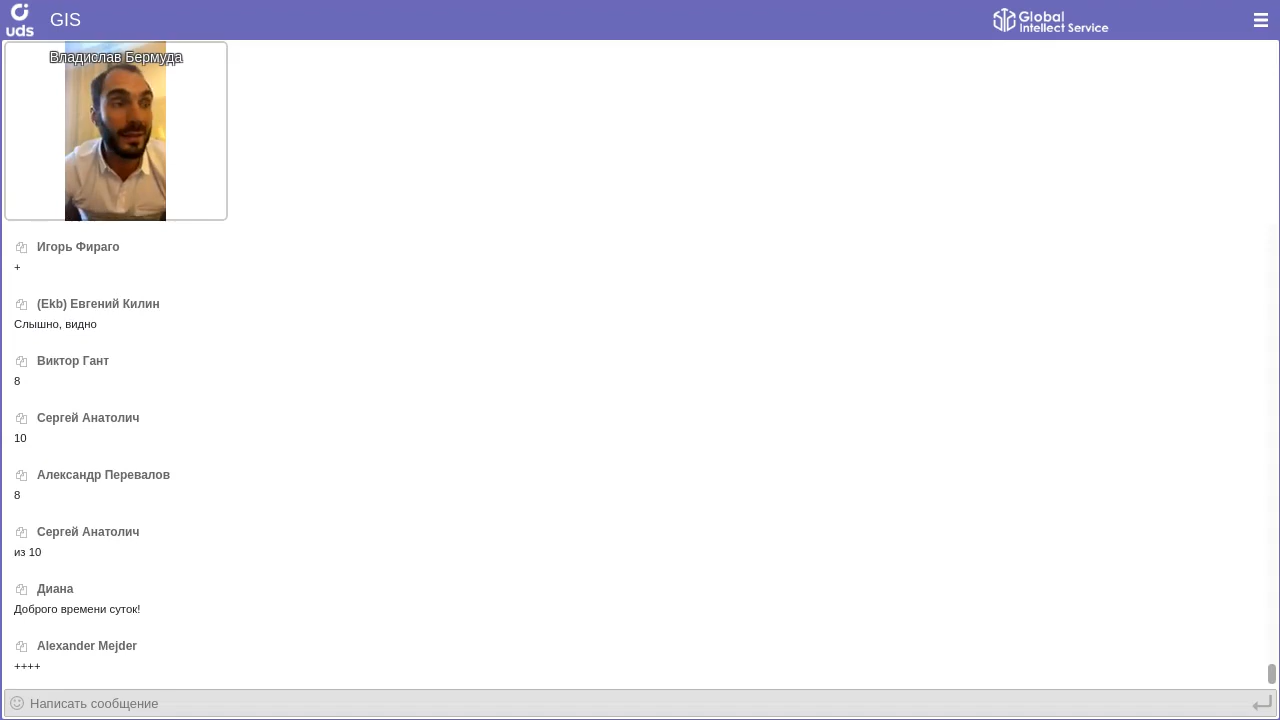 uds
GIS
Global
Intellect Service
Владислав Бермуда
Игорь Фираго
+
(Ekb) Евгений Килин
Слышно, видно
Виктор Гант
8
Сергей Анатолич
10
Александр Перевалов
8
Сергей Анатолич
из 10
Диана
Доброго времени суток!
Alexander Mejder
++++
Написать сообщение